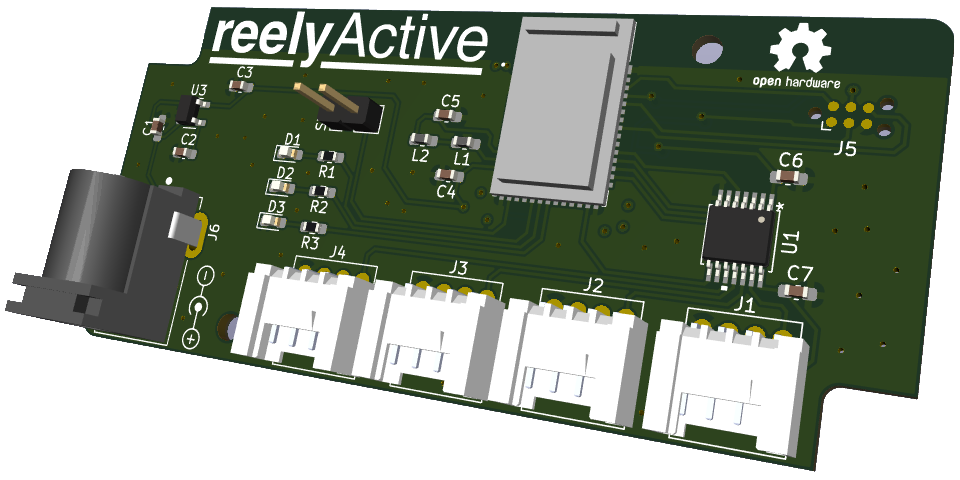 reelyActive
open hardware
C3
U3
C1
C2
C5
L2
L1
C4
D1
R1
D2
R2
D3
R3
J5
C6
*
U1
C7
J6
J4
J3
J2
J1
- +